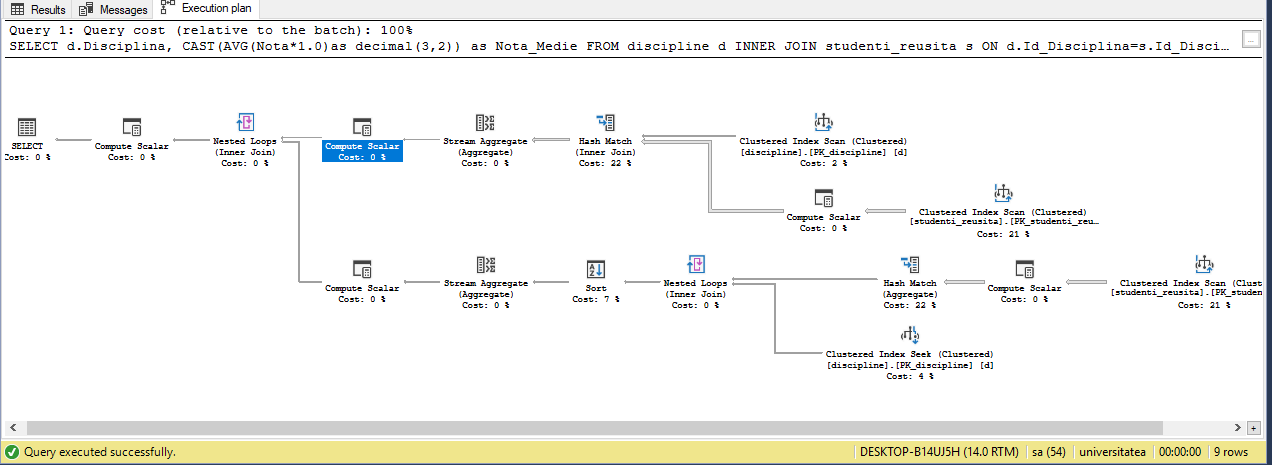 Results Messages Execution plan
Query 1: Query cost (relative to the batch): 100%
SELECT d.Disciplina, CAST(AVG(Nota*1.0)as decimal(3,2)) as Nota_Medie FROM discipline d INNER JOIN studenti_reusita s ON d.Id_Disciplina=s.Id_Disci...
SELECT
Cost: 0 %
Compute Scalar
Cost: 0 %
Nested Loops
(Inner Join)
Cost: 0 %
Compute Scalar
Cost: 0 %
Stream Aggregate
(Aggregate)
Cost: 0 %
Hash Match
(Inner Join)
Cost: 22 %
Clustered Index Scan (Clustered)
[discipline].[PK_discipline] [d]
Cost: 2 %
Compute Scalar
Cost: 0 %
Clustered Index Scan (Clustered)
[studenti_reusita].[PK_studenti_reu...
Cost: 21 %
Compute Scalar
Cost: 0 %
Stream Aggregate
(Aggregate)
Cost: 0 %
Sort
Cost: 7 %
Nested Loops
(Inner Join)
Cost: 0 %
Hash Match
(Aggregate)
Cost: 22 %
Compute Scalar
Cost: 0 %
Clustered Index Scan (Clust
[studenti_reusita].[PK_studen
Cost: 21 %
Clustered Index Seek (Clustered)
[discipline].[PK_discipline] [d]
Cost: 4 %
Query executed successfully. DESKTOP-B14UJ5H (14.0 RTM) sa (54) universitatea 00:00:00 9 rows